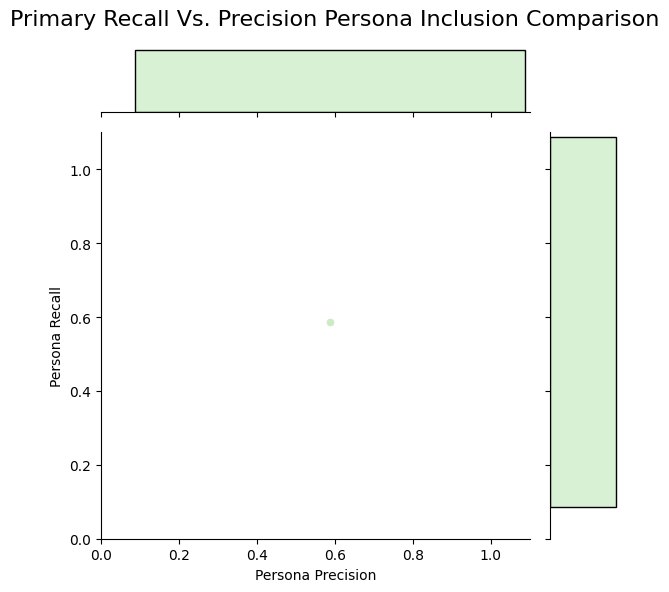 Primary Recall Vs. Precision Persona Inclusion Comparison
1.0
0.8
0.6
0.4
0.2
0.0
Persona Recall
0.0 0.2 0.4 0.6 0.8 1.0
Persona Precision